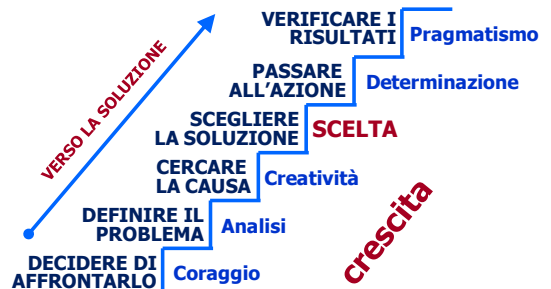 VERIFICARE I
RISULTATI
Pragmatismo
PASSARE
ALL'AZIONE
Determinazione
SCEGLIERE
LA SOLUZIONE
SCELTA
CERCARE
LA CAUSA
Creatività
DEFINIRE IL
PROBLEMA
Analisi
DECIDERE DI
AFFRONTARLO
Coraggio
VERSO LA SOLUZIONE
crescita